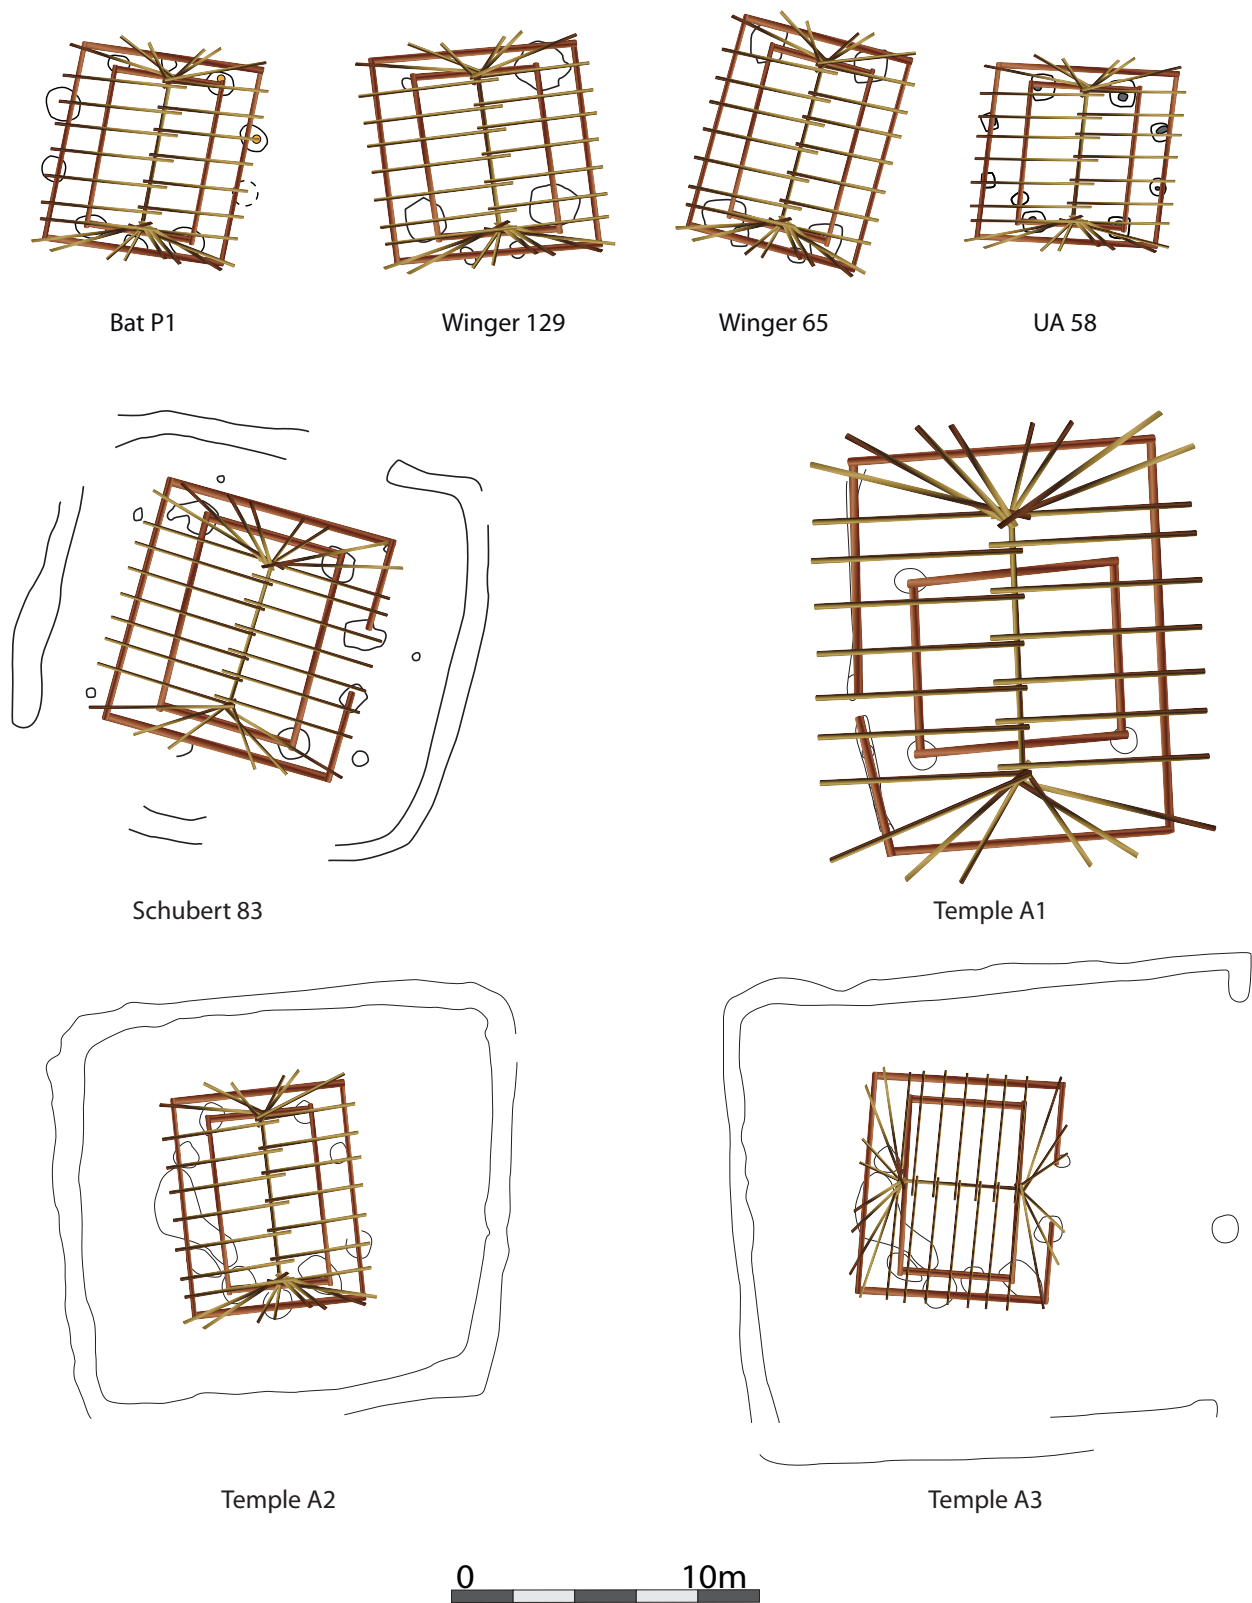 Bat P1
Winger 129
Winger 65
UA 58
Schubert 83
Temple A1
Temple A2
Temple A3
0 10m